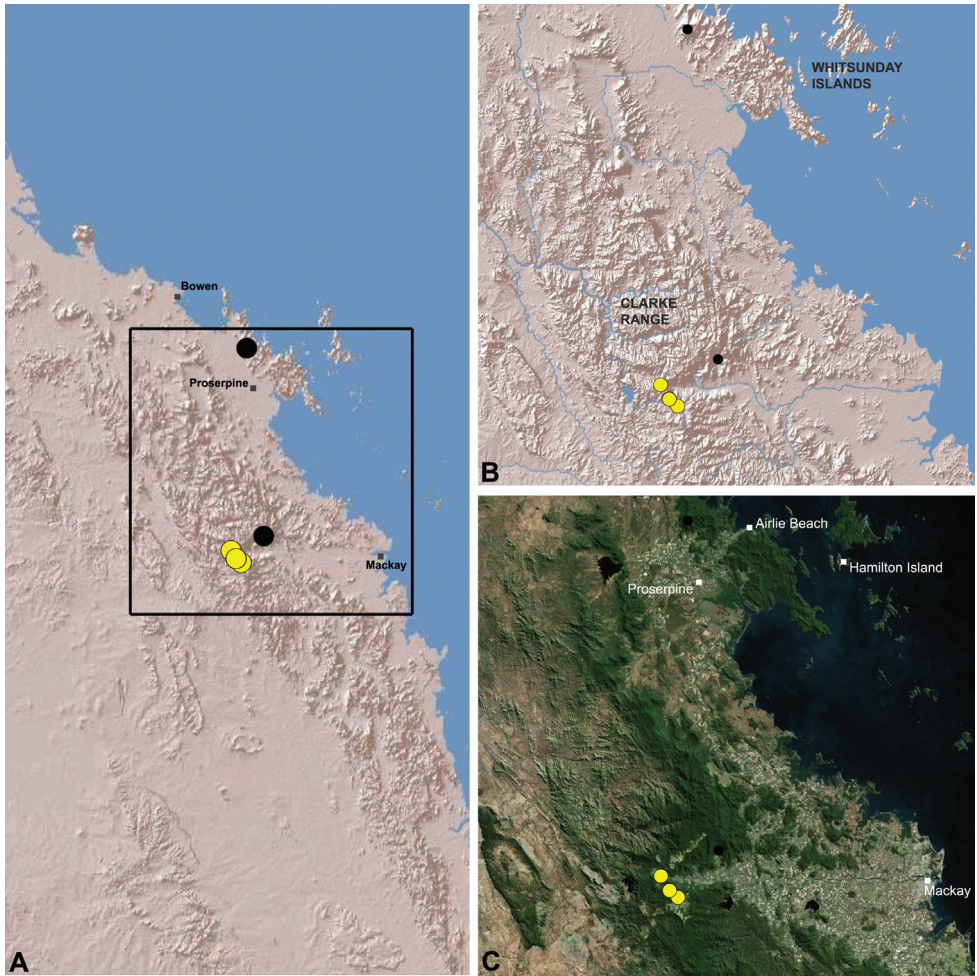 Bowen
Proserpine
Mackay
A
WHITSUNDAY
ISLANDS
CLARKE
RANGE
B
Airlie Beach
Hamilton Island
Proserpine
Mackay
C